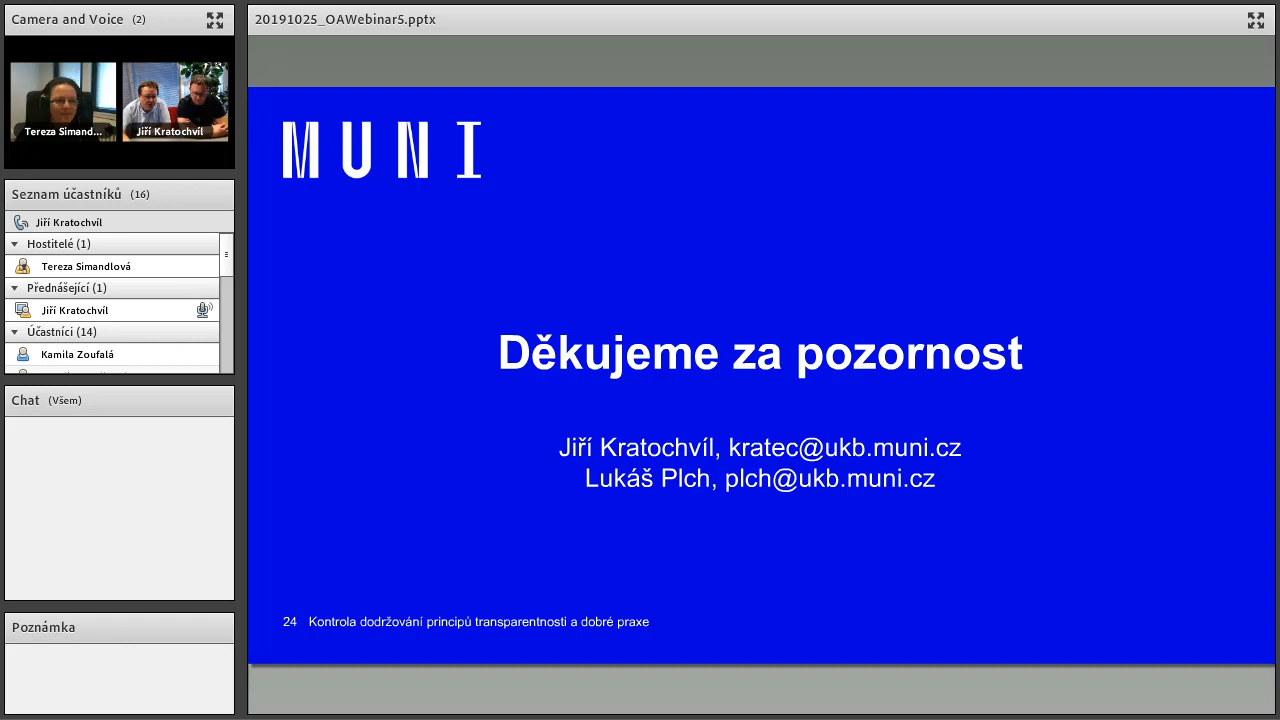 Camera and Voice (2)
Tereza Simand...
Jiří Kratochvíl
Seznam účastníků (16)
Jiří Kratochvíl
Hostitelé (1)
Tereza Simandlová
Přednášející (1)
Jiří Kratochvíl
Účastníci (14)
Kamila Zoufalá
Chat (Všem)
Poznámka
20191025_OAWebinar5.pptx
MUNI
Děkujeme za pozornost
Jiří Kratochvíl, kratec@ukb.muni.cz
Lukáš Plch, plch@ukb.muni.cz
24 Kontrola dodržování principů transparentnosti a dobré praxe